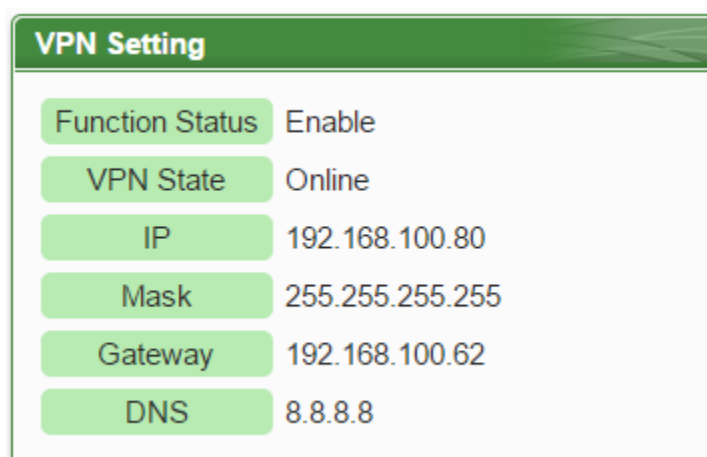 VPN Setting
Function Status Enable
VPN State Online
IP 192.168.100.80
Mask 255.255.255.255
Gateway 192.168.100.62
DNS 8.8.8.8